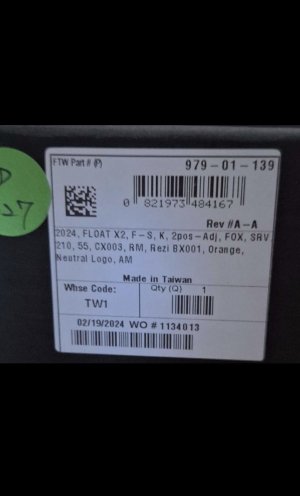 FTW Part # (P)
979-01-139
0 821973 484167
Rev #A-A
2024, FLOAT X2, F-S, K, 2pos-Adj, FOX, SRV
210, 55, CX003, RM, Rezi BX001, Orange,
Neutral Logo, AM
Made in Taiwan
Whse Code:
TW1
Qty (Q) 1
02/19/2024 WO # 1134013